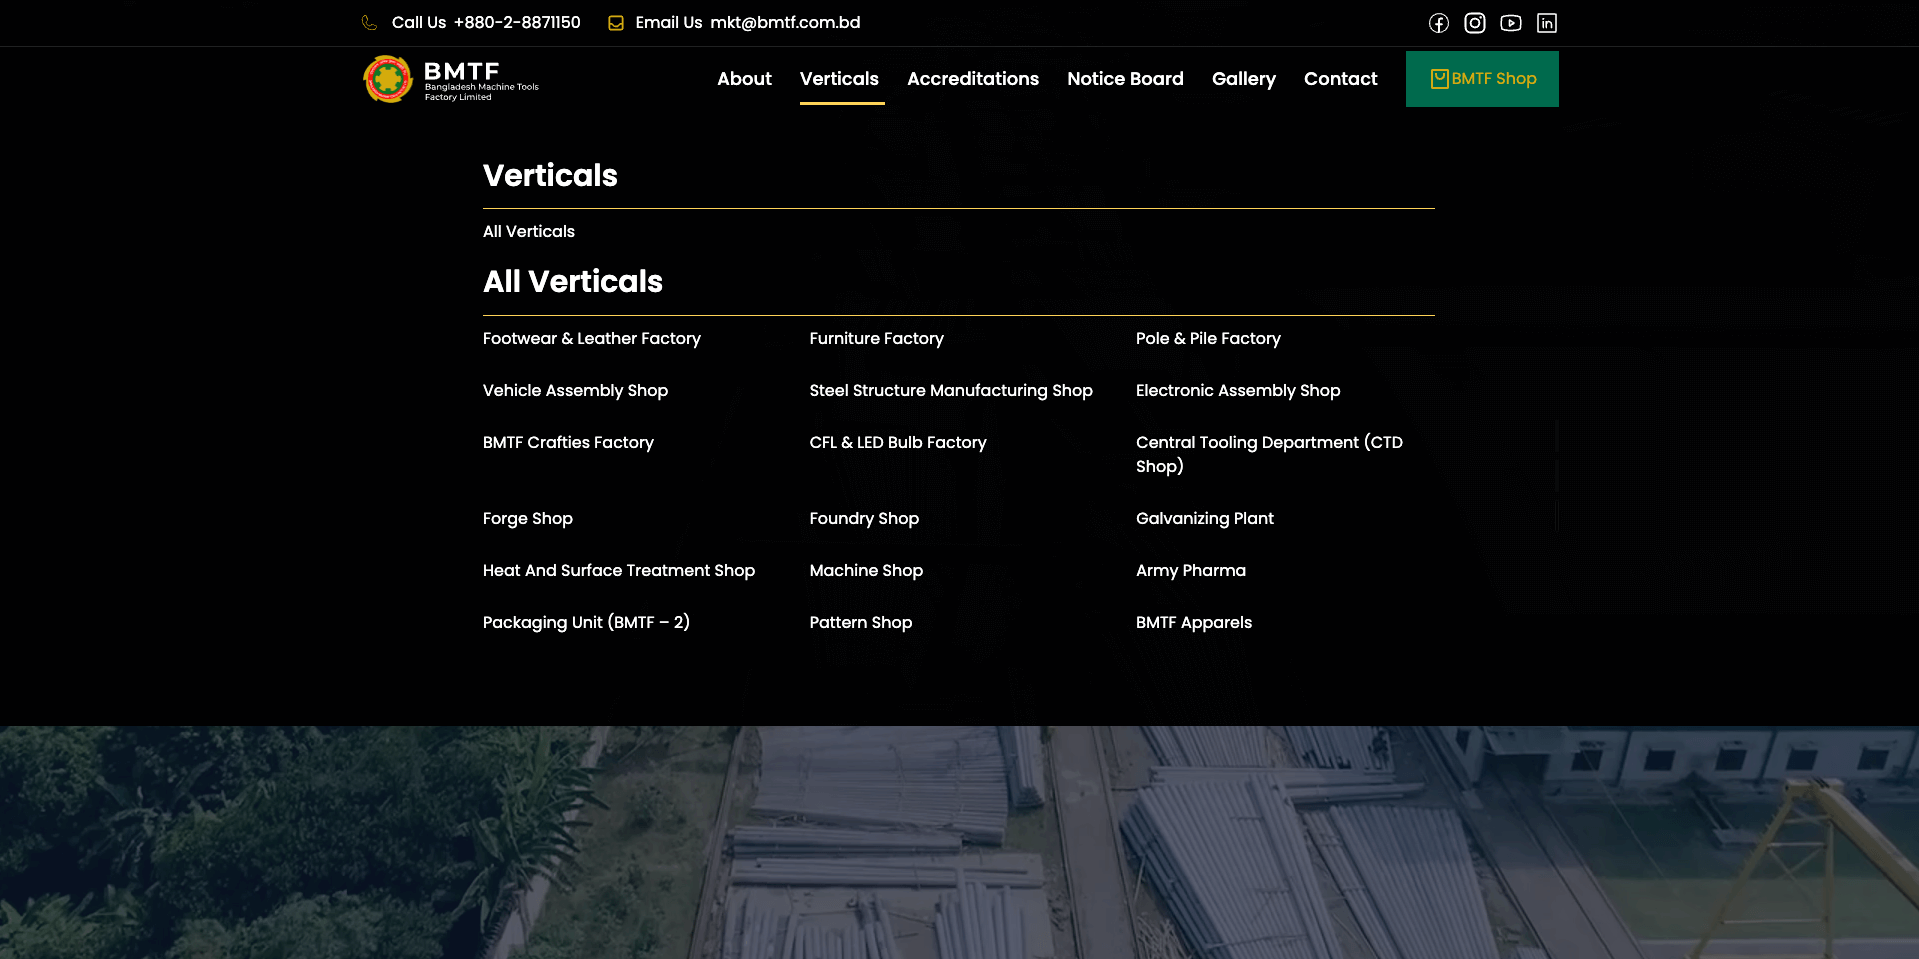 Call Us +880-2-8871150 Email Us mkt@bmtf.com.bd
BMTF
Bangladesh Machine Tools
Factory Limited
About Verticals Accreditations Notice Board Gallery Contact BMTF Shop
Verticals
All Verticals
All Verticals
Footwear & Leather Factory Furniture Factory Pole & Pile Factory
Vehicle Assembly Shop Steel Structure Manufacturing Shop Electronic Assembly Shop
BMTF Crafties Factory CFL & LED Bulb Factory Central Tooling Department (CTD
Shop)
Forge Shop Foundry Shop Galvanizing Plant
Heat And Surface Treatment Shop Machine Shop Army Pharma
Packaging Unit (BMTF – 2) Pattern Shop BMTF Apparels